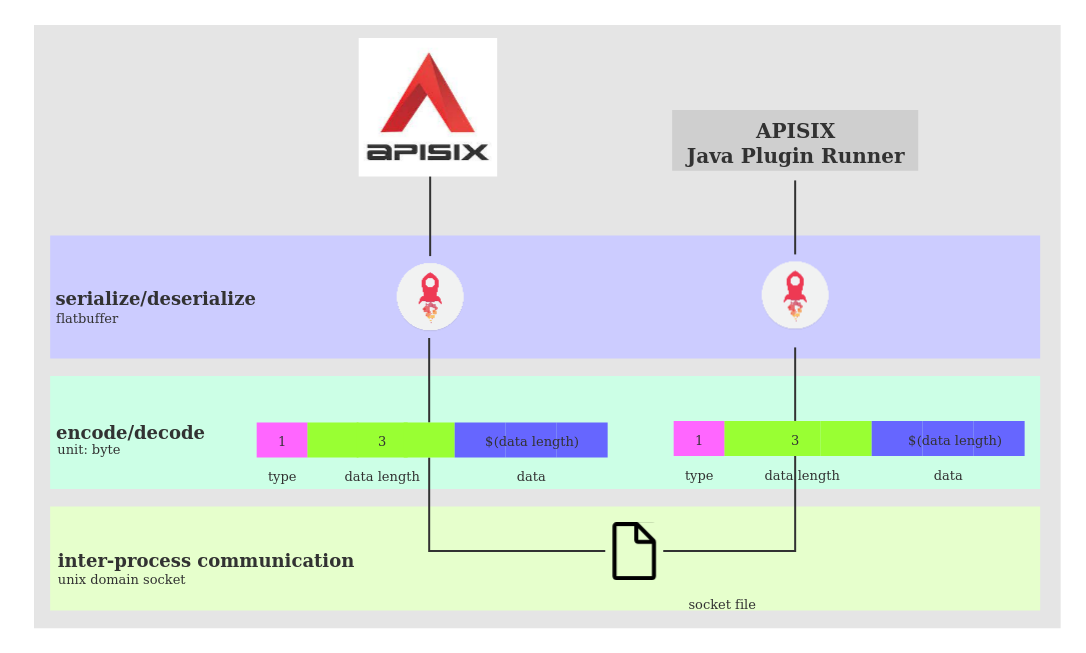 APISIX
APISIX
Java Plugin Runner
serialize/deserialize
flatbuffer
encode/decode
unit: byte
1
3
$(data length)
type
data length
data
1
3
$(data length)
type
data length
data
inter-process communication
unix domain socket
socket file